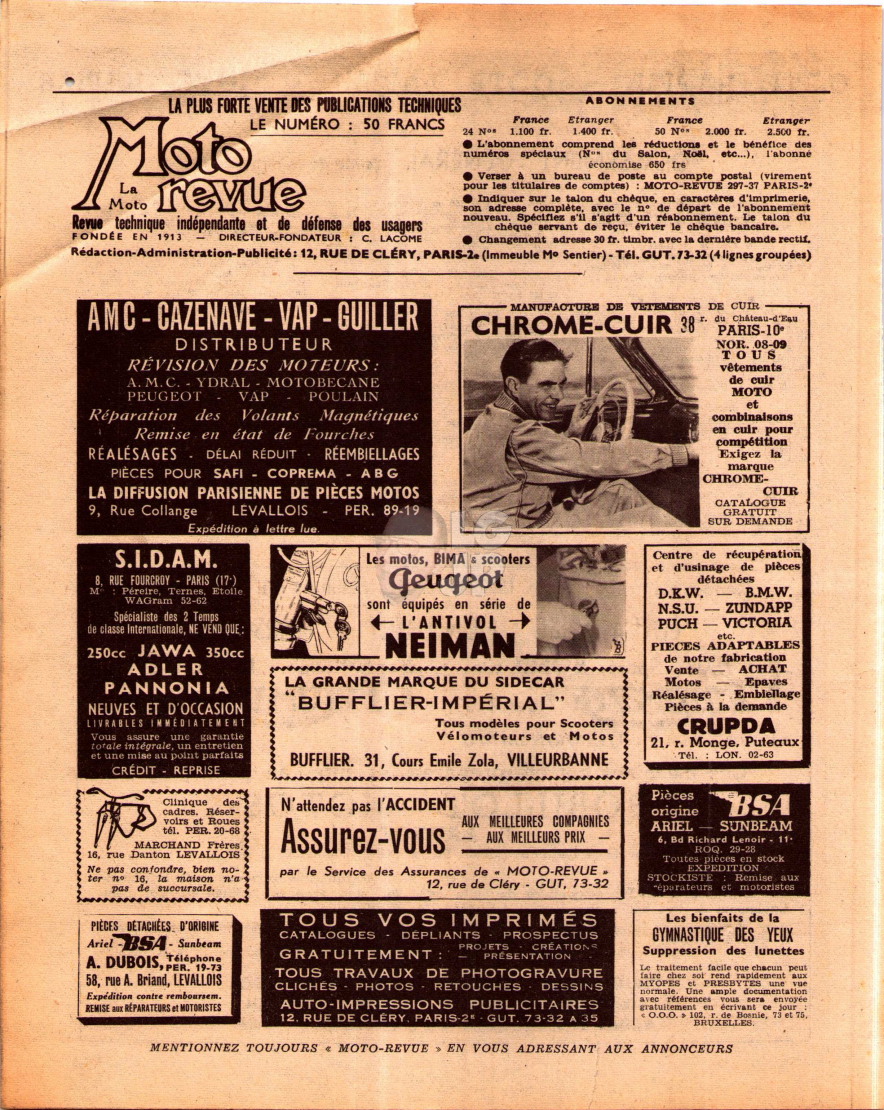 LA PLUS FORTE VENTE DES PUBLICATIONS TECHNIQUES
LE NUMÉRO : 50 FRANCS
La Moto
Moto revue
Revue technique indépendante et de défense des usagers
FONDÉE EN 1913 — DIRECTEUR-FONDATEUR : C. LACOME
ABONNEMENTS
France Etranger France Etranger
24 Nos 1.100 fr. 1.400 fr. 50 Nos 2.000 fr. 2.500 fr.
● L'abonnement comprend les réductions et le bénéfice des
numéros spéciaux (Nos du Salon, Noël, etc...), l'abonné
économise 650 frs
● Verser à un bureau de poste au compte postal (virement
pour les titulaires de comptes) : MOTO-REVUE 297-37 PARIS-2e
● Indiquer sur le talon du chéque, en caractères d'imprimerie,
son adresse complète, avec le n° de départ de l'abonnement
nouveau. Spécifiez s'il s'agit d'un réabonnement. Le talon du
chéque servant de reçu, éviter le chéque bancaire.
● Changement adresse 30 fr. timbr. avec la dernière bande rectif.
Rédaction-Administration-Publicité : 12, RUE DE CLÉRY, PARIS-2e (Immeuble Mo Sentier) - Tél. GUT. 73-32 (4 lignes groupées)
AMC - CAZENAVE - VAP - GUILLER
DISTRIBUTEUR
RÉVISION DES MOTEURS :
A.M.C. - YDRAL - MOTOBECANE
PEUGEOT - VAP - POULAIN
Réparation des Volants Magnétiques
Remise en état de Fourches
RÉALÉSAGES - DÉLAI RÉDUIT - RÉEMBIELLAGES
PIÈCES POUR SAFI - COPREMA - ABG
LA DIFFUSION PARISIENNE DE PIÈCES MOTOS
9, Rue Collange LEVALLOIS - PER. 89-19
Expédition à lettre lue.
MANUFACTURE DE VETEMENTS DE CUIR
CHROME-CUIR 38 r. du Château-d'Eau
PARIS-10e
NOR. 08-09
TOUS
vêtements
de cuir
MOTO
et
combinaisons
en cuir pour
compétition
Exigez la
marque
CHROME-
CUIR
CATALOGUE
GRATUIT
SUR DEMANDE
S.I.D.A.M.
8, RUE FOURCROY - PARIS (17e)
Mo : Péreire, Ternes, Etoile
WAGram 52-62
Spécialiste des 2 Temps
de classe Internationale, NE VEND QUE :
250cc JAWA 350cc
ADLER
PANNONIA
NEUVES ET D'OCCASION
LIVRABLES IMMÉDIATEMENT
Vous assure une garantie
totale intégrale, un entretien
et une mise au point parfaits
CRÉDIT - REPRISE
Les motos, BIMA & scooters
Peugeot
sont équipés en série de
L'ANTIVOL
NEIMAN
LA GRANDE MARQUE DU SIDECAR
"BUFFLIER-IMPÉRIAL"
Tous modèles pour Scooters
Vélomoteurs et Motos
BUFFLIER. 31, Cours Emile Zola, VILLEURBANNE
Centre de récupération
et d'usinage de pièces
détachées
D.K.W. — B.M.W.
N.S.U. — ZUNDAPP
PUCH — VICTORIA
etc.
PIECES ADAPTABLES
de notre fabrication
Vente — ACHAT
Motos — Epaves
Réalésage - Embiellage
Pièces à la demande
CRUPDA
21, r. Monge, Puteaux
Tél. : LON. 02-63
Clinique des
cadres. Réser-
voirs et Roues
tél. PER. 20-68
MARCHAND Frères
16, rue Danton LEVALLOIS
Ne pas confondre, bien no-
ter n° 16, la maison n'a
pas de succursale.
N'attendez pas l'ACCIDENT
Assurez-vous
AUX MEILLEURES COMPAGNIES
— AUX MEILLEURS PRIX —
par le Service des Assurances de « MOTO-REVUE »
12, rue de Cléry - GUT, 73-32
Pièces
origine BSA
ARIEL — SUNBEAM
6, Bd Richard Lenoir - 11e
ROQ. 29-28
Toutes pièces en stock
EXPEDITION
STOCKISTE : Remise aux
réparateurs et motoristes
PIÈCES DÉTACHÉES D'ORIGINE
Ariel - BSA - Sunbeam
A. DUBOIS, Téléphone
PER. 19-73
58, rue A. Briand, LEVALLOIS
Expédition contre remboursem.
REMISE aux RÉPARATEURS et MOTORISTES
TOUS VOS IMPRIMÉS
CATALOGUES - DÉPLIANTS - PROSPECTUS
GRATUITEMENT : PROJETS - CRÉATIONS
— PRÉSENTATION —
TOUS TRAVAUX DE PHOTOGRAVURE
CLICHÉS - PHOTOS - RETOUCHES - DESSINS
AUTO-IMPRESSIONS PUBLICITAIRES
12, RUE DE CLÉRY, PARIS-2e - GUT. 73-32 A 35
Les bienfaits de la
GYMNASTIQUE DES YEUX
Suppression des lunettes
Le traitement facile que chacun peut
faire chez soi rend rapidement aux
MYOPES et PRESBYTES une vue
normale. Une ample documentation
avec références vous sera envoyée
gratuitement en écrivant ce jour :
« O.O.O. » 102, r. de Bosnie, 73 et 75,
BRUXELLES.
MENTIONNEZ TOUJOURS « MOTO-REVUE » EN VOUS ADRESSANT AUX ANNONCEURS